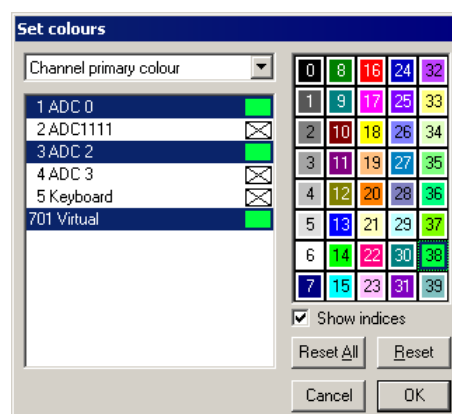 Set colours
Channel primary colour
1 ADC 0
2 ADC1111
3 ADC 2
4 ADC 3
5 Keyboard
701 Virtual
0 8 16 24 32
1 9 17 25 33
2 10 18 26 34
3 11 19 27 35
4 12 20 28 36
5 13 21 29 37
6 14 22 30 38
7 15 23 31 39
Show indices
Reset All Reset
Cancel OK